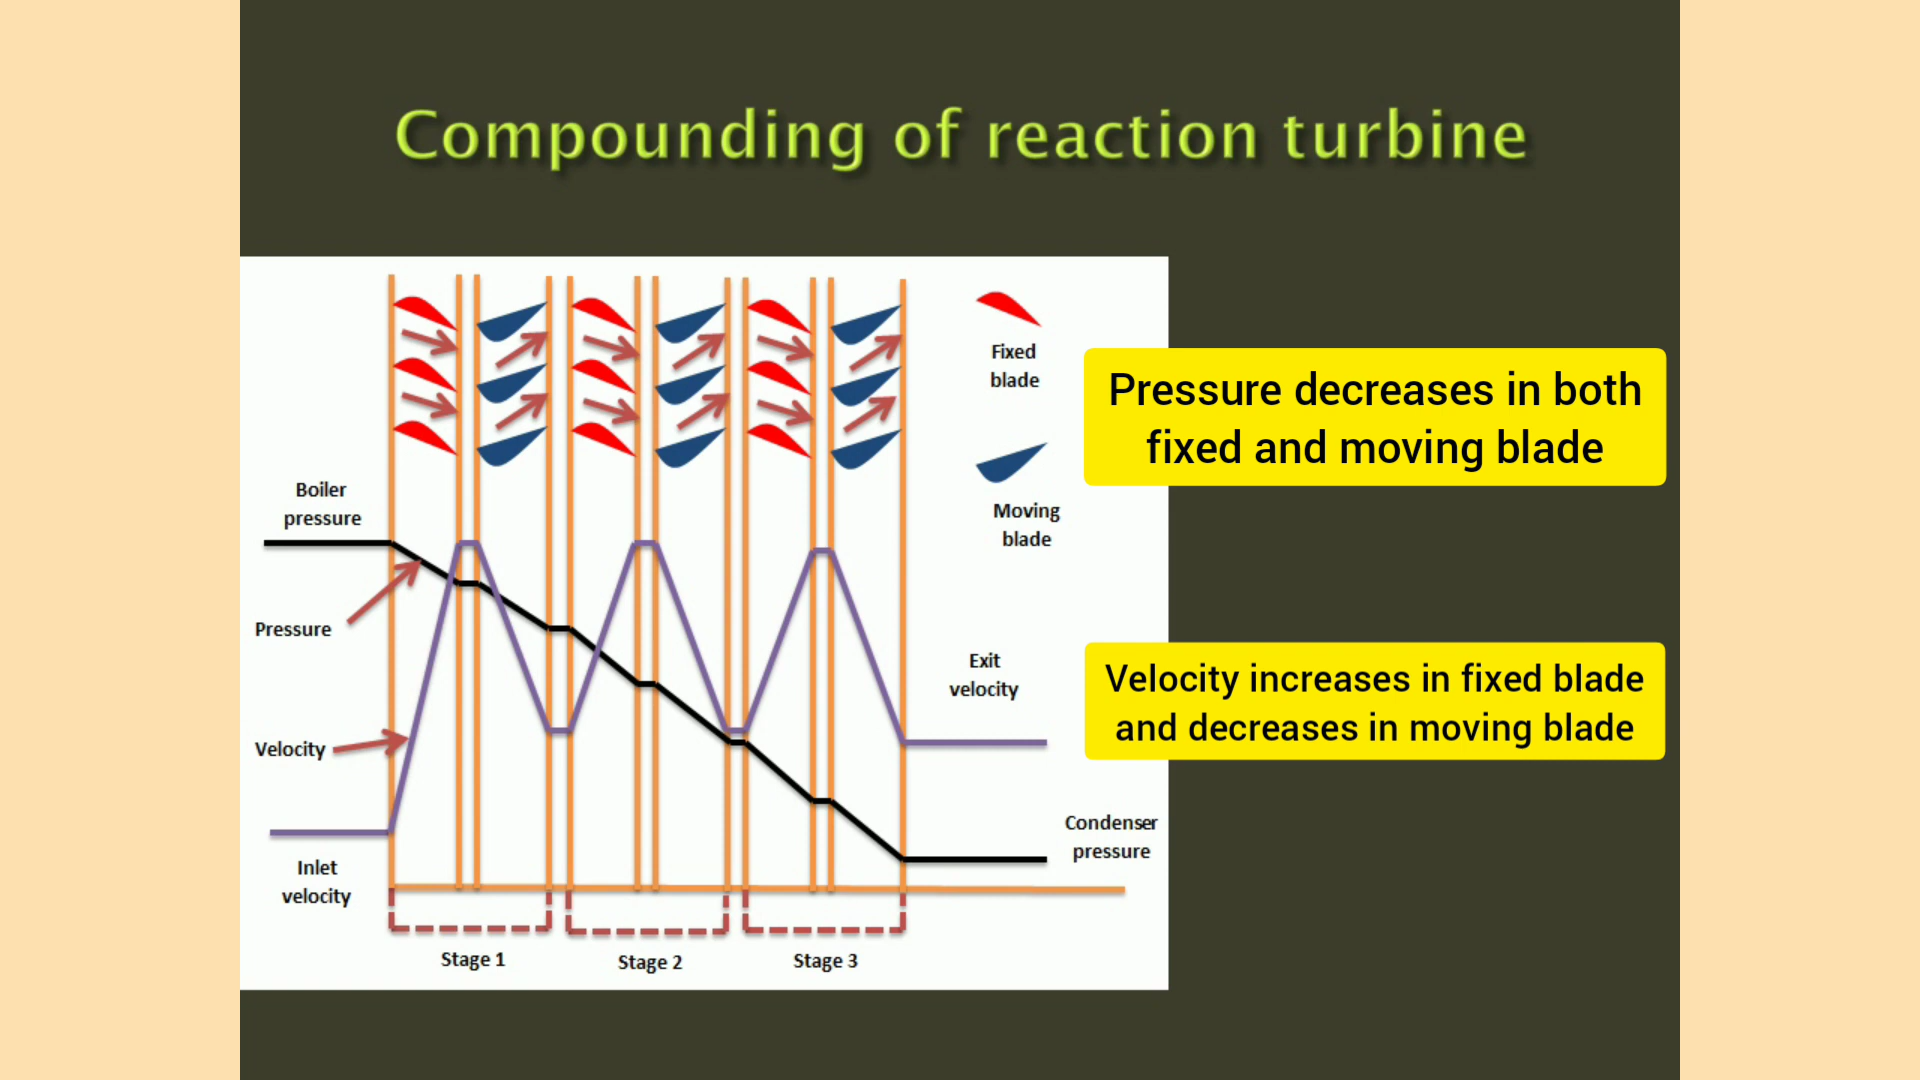 Compounding of reaction turbine
Fixed
blade
Pressure decreases in both
fixed and moving blade
Boiler
pressure
Moving
blade
Pressure
Exit
velocity
Velocity increases in fixed blade
and decreases in moving blade
Velocity
Condenser
pressure
Inlet
velocity
Stage 1
Stage 2
Stage 3